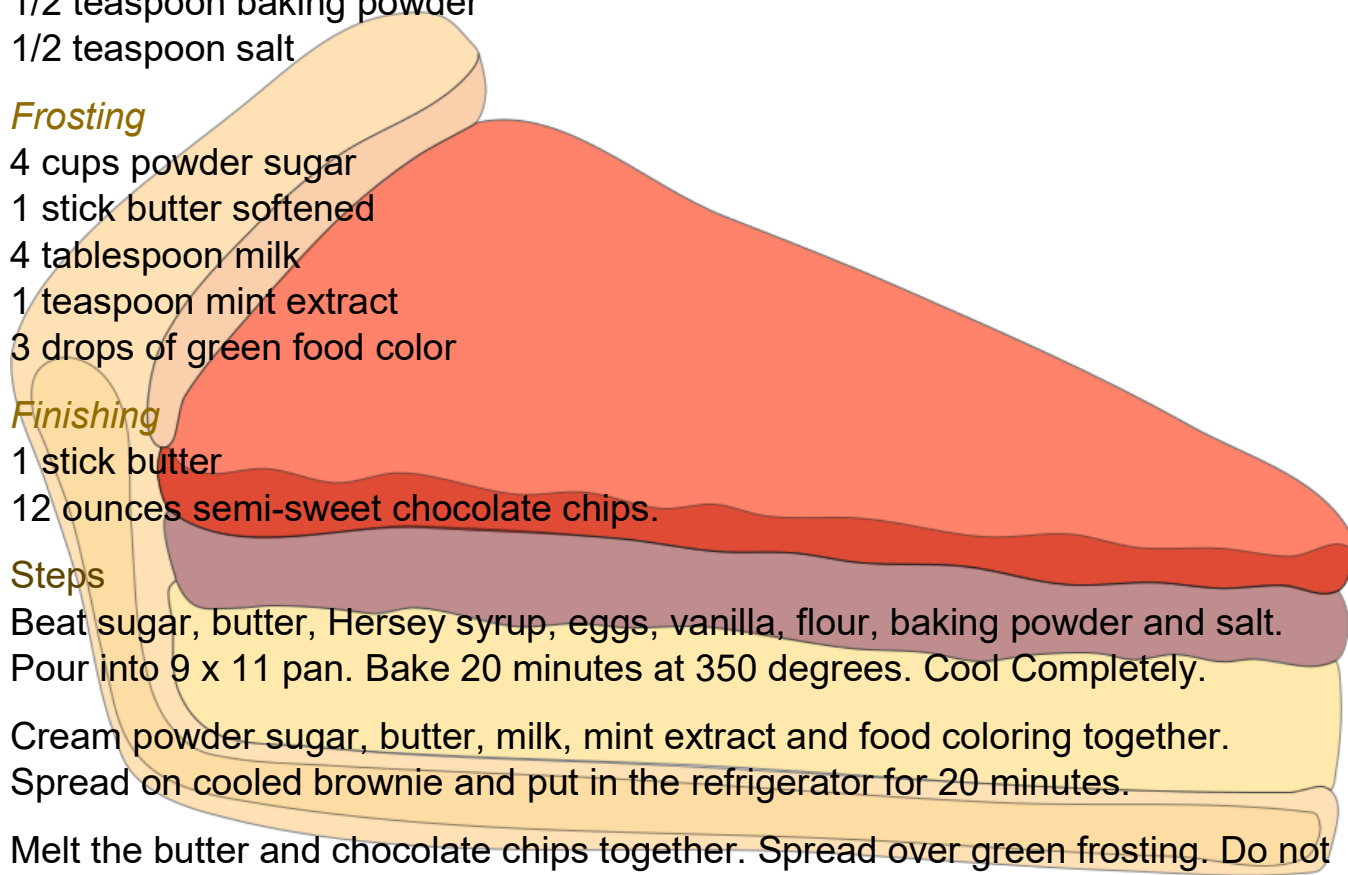 1/2 teaspoon baking powder
1/2 teaspoon salt
Frosting
4 cups powder sugar
1 stick butter softened
4 tablespoon milk
1 teaspoon mint extract
3 drops of green food color
Finishing
1 stick butter
12 ounces semi-sweet chocolate chips.
Steps
Beat sugar, butter, Hersey syrup, eggs, vanilla, flour, baking powder and salt.
Pour into 9 x 11 pan. Bake 20 minutes at 350 degrees. Cool Completely.
Cream powder sugar, butter, milk, mint extract and food coloring together.
Spread on cooled brownie and put in the refrigerator for 20 minutes.
Melt the butter and chocolate chips together. Spread over green frosting. Do not